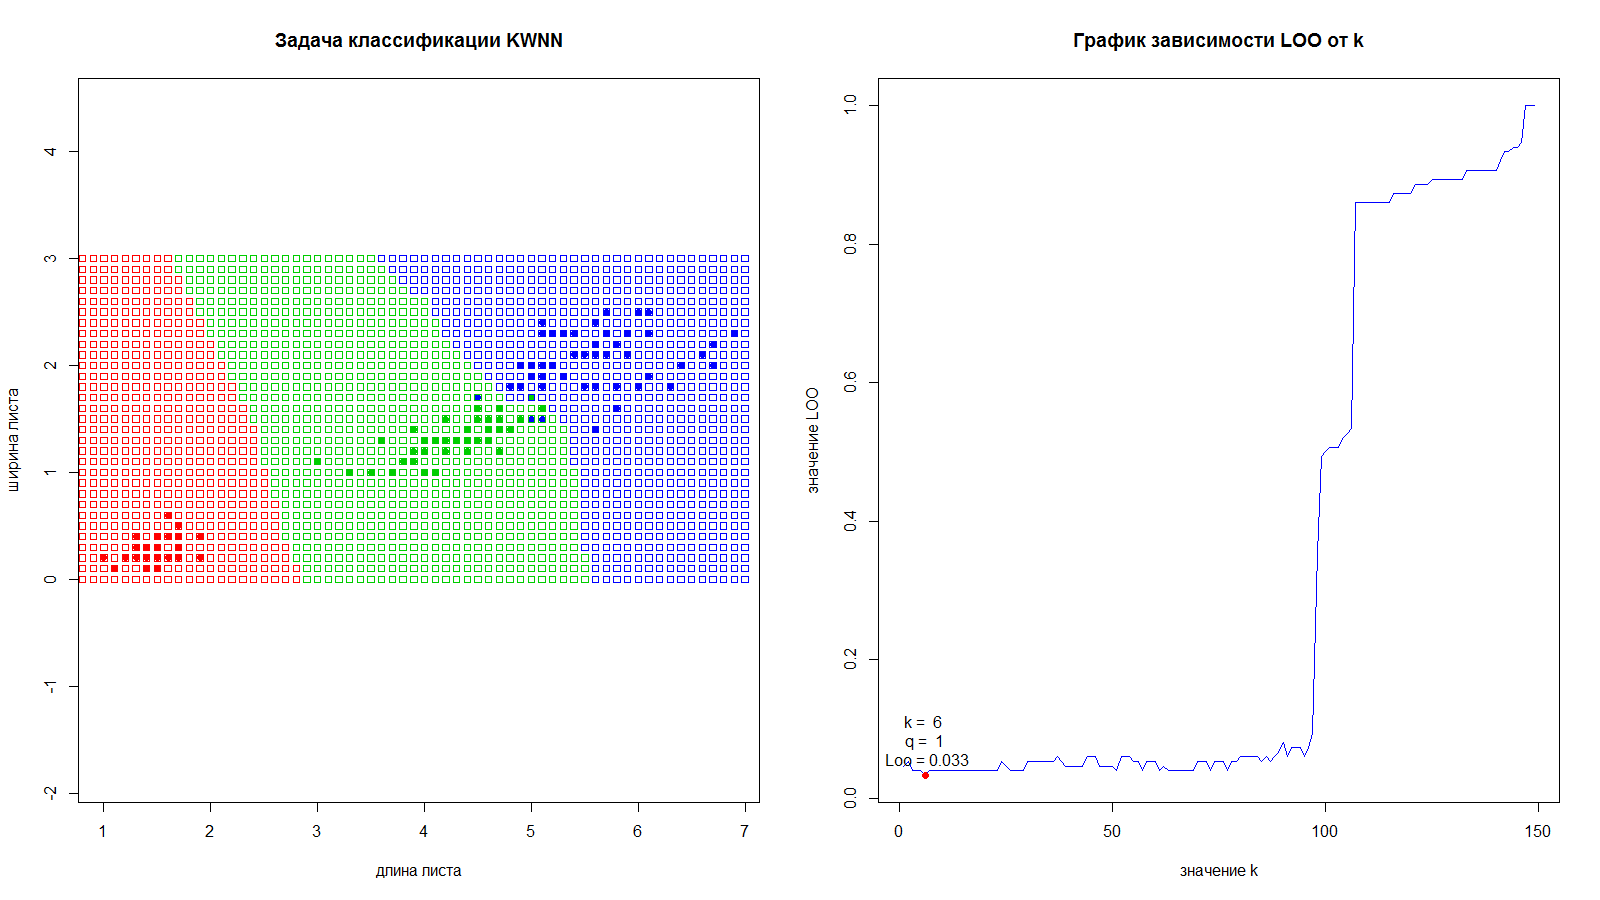 Задача классификации KWNN
4
3
2
1
0
-1
-2
ширина листа
1 2 3 4 5 6 7
длина листа
График зависимости LOO от k
1.0
0.8
0.6
0.4
0.2
0.0
значение LOO
k = 6
q = 1
Loo = 0.033
0 50 100 150
значение k